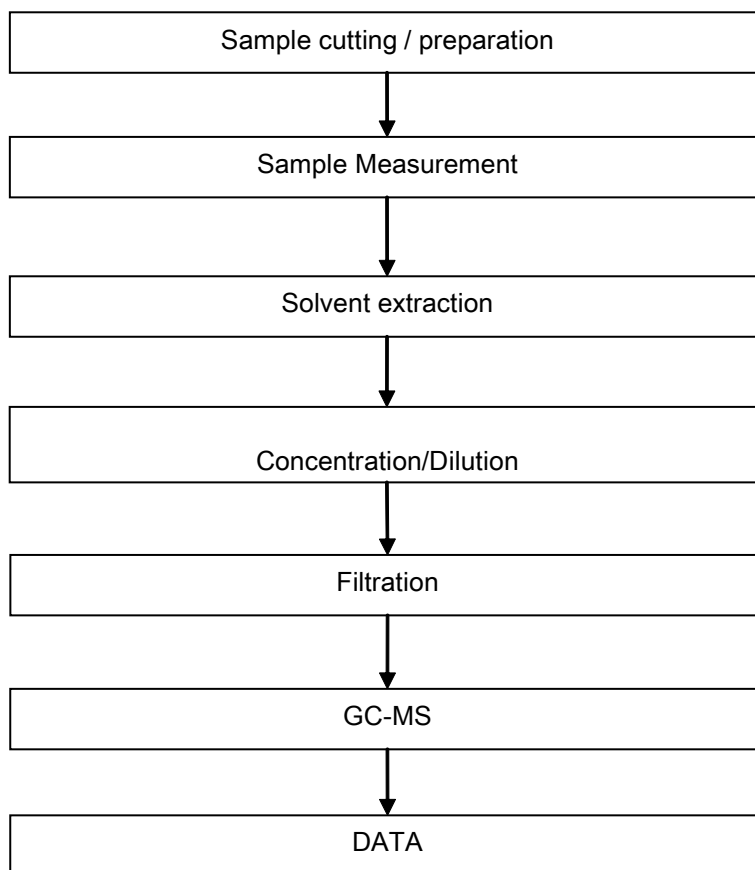 Sample cutting / preparation
Sample Measurement
Solvent extraction
Concentration/Dilution
Filtration
GC-MS
DATA